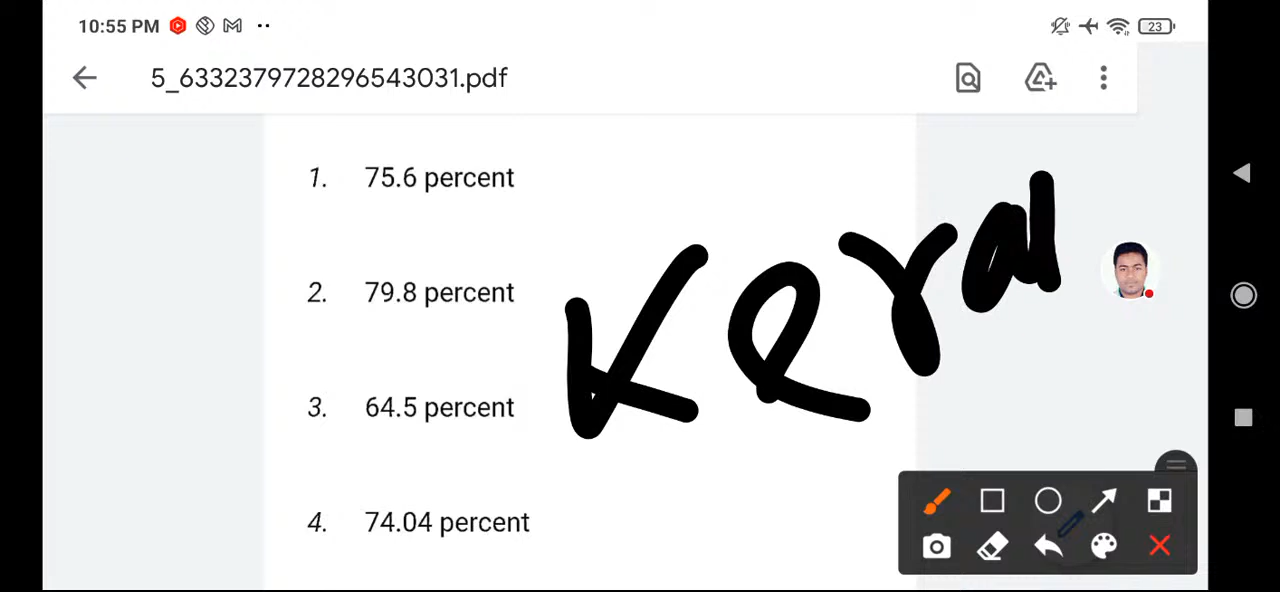 10:55 PM
23
5_6332379728296543031.pdf
1. 75.6 percent
2. 79.8 percent
3. 64.5 percent
4. 74.04 percent
Keral